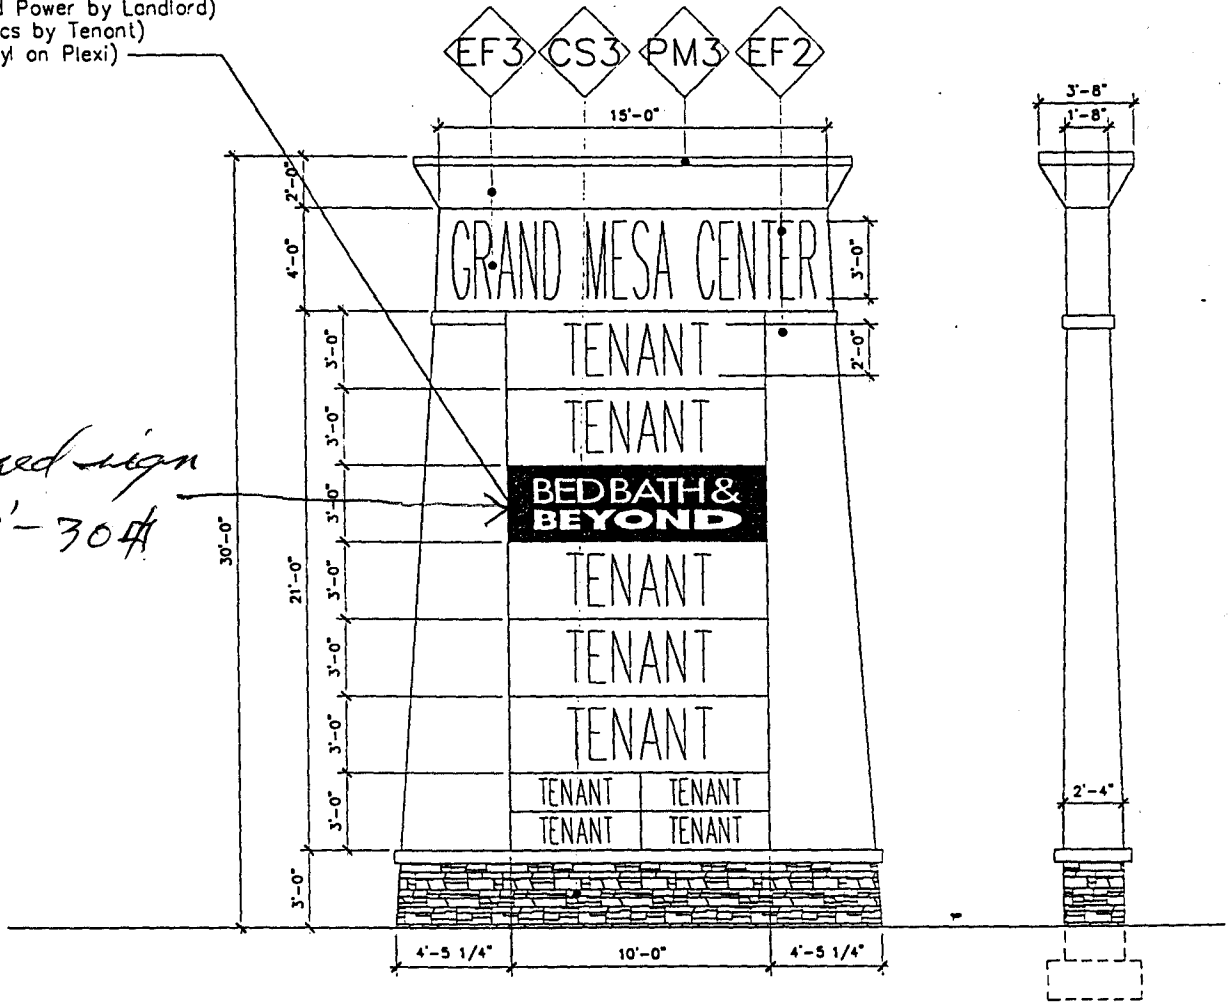 d Power by Landlord)
cs by Tenant)
yl on Plexi)
EF3 CS3 PM3 EF2
15'-0"
3'-8"
1'-8"
2'-0"
4'-0"
GRAND MESA CENTER
3'-0"
TENANT
3'-0"
2'-0"
TENANT
3'-0"
sign
BED BATH &
BEYOND
3'-0"
'-30#
30'-0"
21'-0"
TENANT
3'-0"
TENANT
3'-0"
TENANT
3'-0"
TENANT TENANT
TENANT TENANT
3'-0"
2'-4"
3'-0"
4'-5 1/4" 10'-0" 4'-5 1/4"